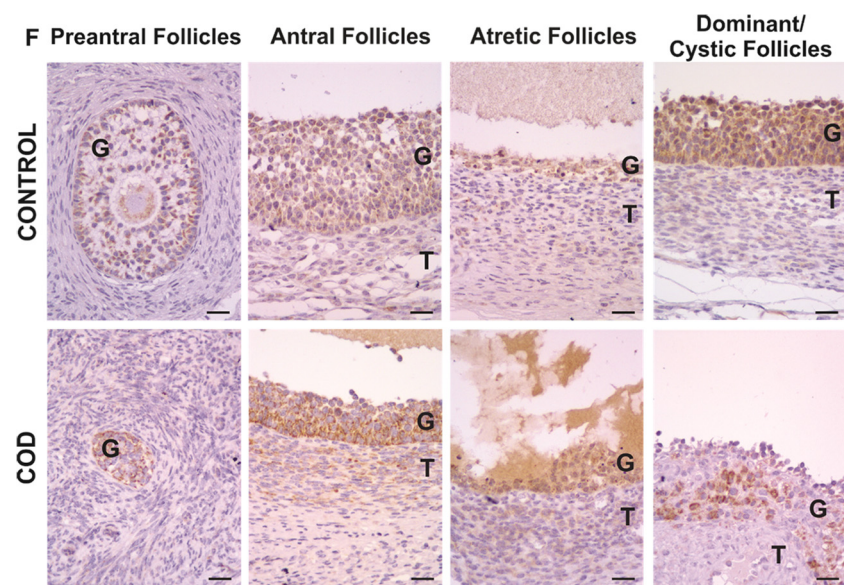 F Preantral Follicles Antral Follicles Atretic Follicles Dominant/
Cystic Follicles
CONTROL
G G G G
T T T
COD
G G G G
T T T